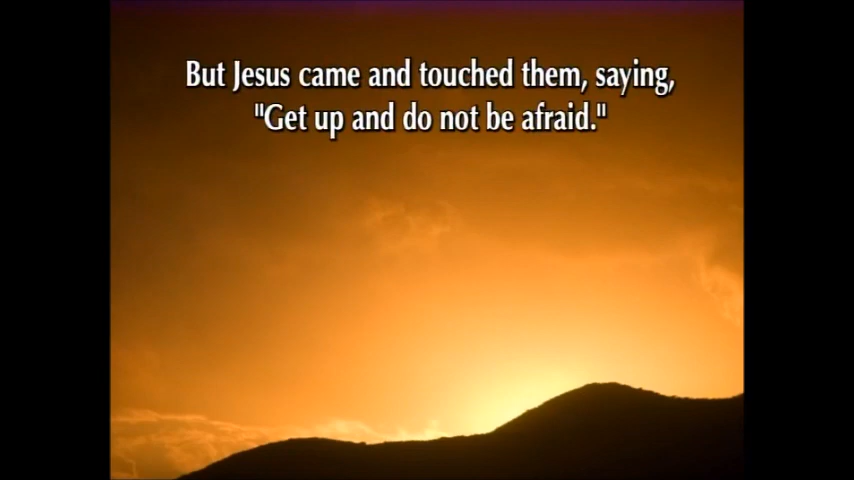 But Jesus came and touched them, saying,
"Get up and do not be afraid."